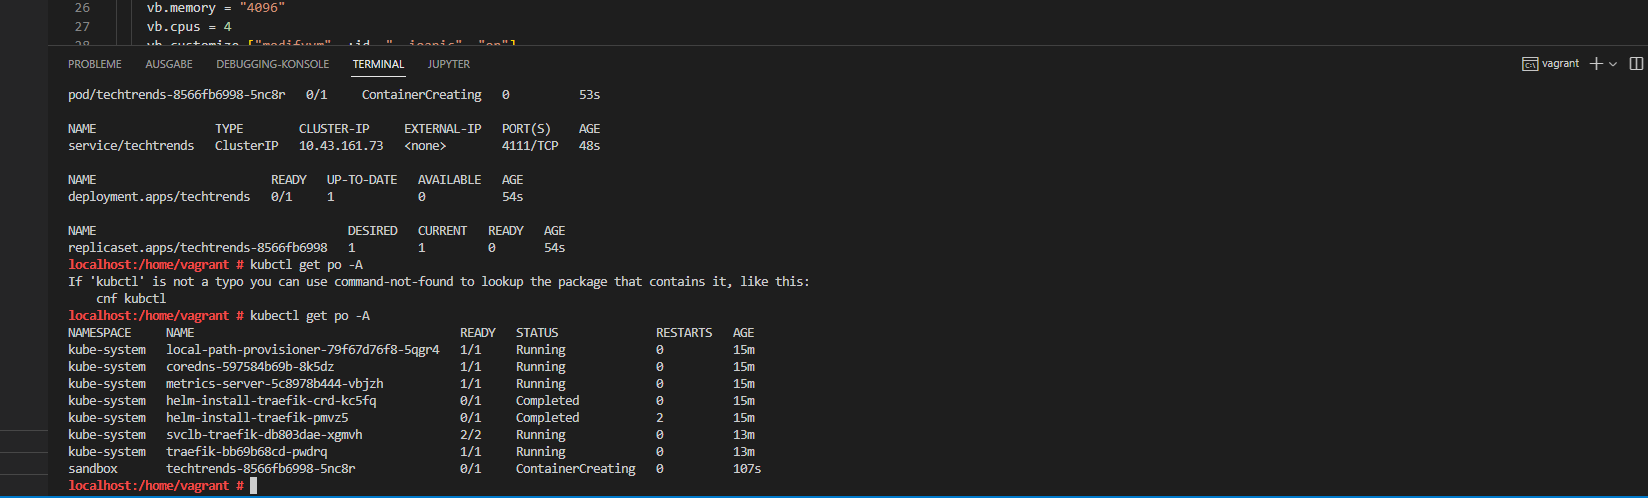 26 vb.memory = "4096"
27 vb.cpus = 4
28 vb.customize ["modifyvm", :id, "--ioapic", "on"]
PROBLEME AUSGABE DEBUGGING-KONSOLE TERMINAL JUPYTER vagrant
pod/techtrends-8566fb6998-5nc8r 0/1 ContainerCreating 0 53s
NAME TYPE CLUSTER-IP EXTERNAL-IP PORT(S) AGE
service/techtrends ClusterIP 10.43.161.73 <none> 4111/TCP 48s
NAME READY UP-TO-DATE AVAILABLE AGE
deployment.apps/techtrends 0/1 1 0 54s
NAME DESIRED CURRENT READY AGE
replicaset.apps/techtrends-8566fb6998 1 1 0 54s
localhost:/home/vagrant # kubctl get po -A
If 'kubctl' is not a typo you can use command-not-found to lookup the package that contains it, like this:
cnf kubctl
localhost:/home/vagrant # kubectl get po -A
NAMESPACE NAME READY STATUS RESTARTS AGE
kube-system local-path-provisioner-79f67d76f8-5qgr4 1/1 Running 0 15m
kube-system coredns-597584b69b-8k5dz 1/1 Running 0 15m
kube-system metrics-server-5c8978b444-vbjzh 1/1 Running 0 15m
kube-system helm-install-traefik-crd-kc5fq 0/1 Completed 0 15m
kube-system helm-install-traefik-pmvz5 0/1 Completed 2 15m
kube-system svclb-traefik-db803dae-xgmvh 2/2 Running 0 13m
kube-system traefik-bb69b68cd-pwdrq 1/1 Running 0 13m
sandbox techtrends-8566fb6998-5nc8r 0/1 ContainerCreating 0 107s
localhost:/home/vagrant #